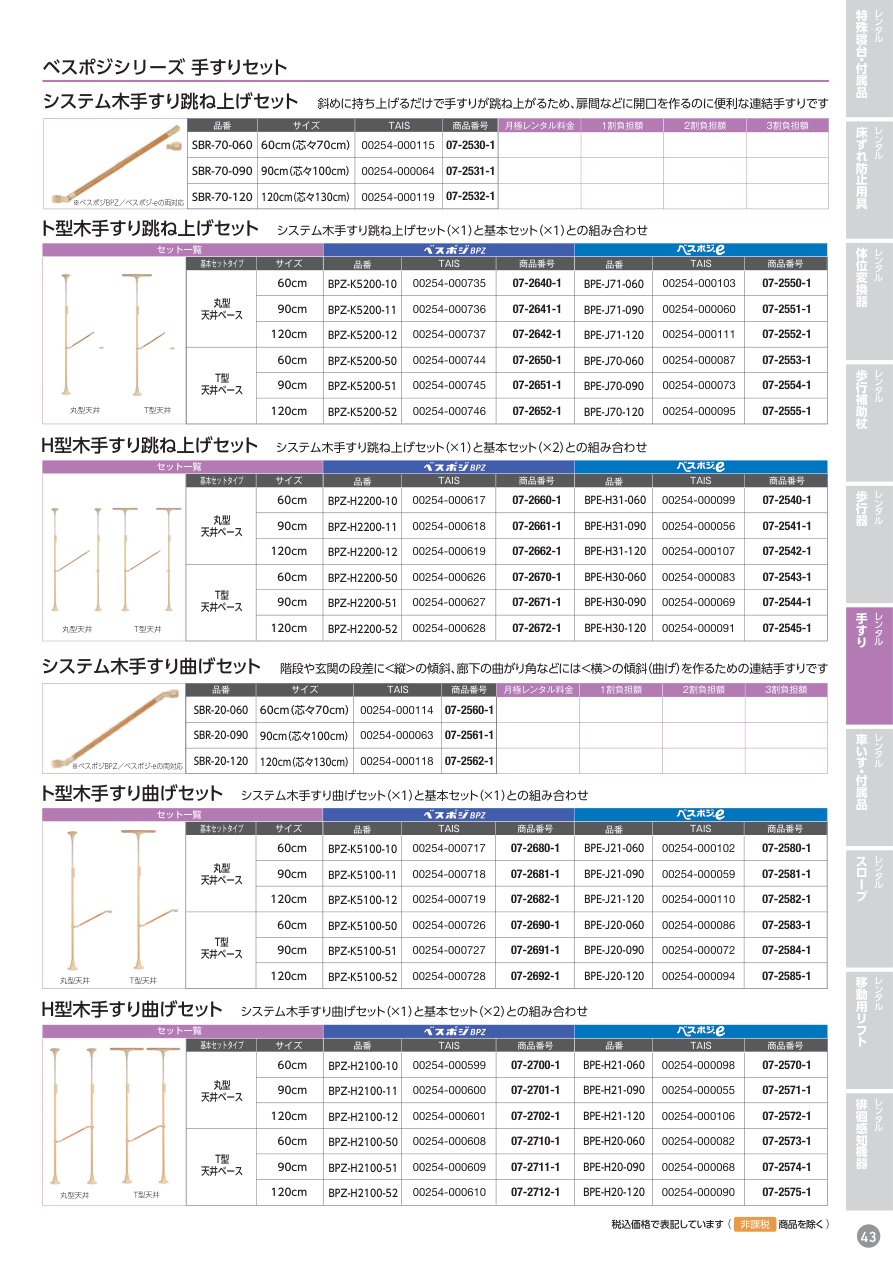 ベスポジシリーズ 手すりセット
システム木手すり跳ね上げセット 斜めに持ち上げるだけで手すりが跳ね上がるため、扉間などに開口を作るのに便利な連結手すりです
品番 サイズ TAIS 商品番号 月極レンタル料金 1割負担額 2割負担額 3割負担額
SBR-70-060 60cm(芯々70cm) 00254-000115 07-2530-1
SBR-70-090 90cm(芯々100cm) 00254-000064 07-2531-1
SBR-70-120 120cm(芯々130cm) 00254-000119 07-2532-1
※ベスポジBPZ/ベスポジ-eの両対応
ト型木手すり跳ね上げセット システム木手すり跳ね上げセット(×1)と基本セット(×1)との組み合わせ
セット一覧 ベスポジBPZ ベスポジe
基本セットタイプ サイズ 品番 TAIS 商品番号 品番 TAIS 商品番号
丸型
天井ベース
60cm BPZ-K5200-10 00254-000735 07-2640-1 BPE-J71-060 00254-000103 07-2550-1
90cm BPZ-K5200-11 00254-000736 07-2641-1 BPE-J71-090 00254-000060 07-2551-1
120cm BPZ-K5200-12 00254-000737 07-2642-1 BPE-J71-120 00254-000111 07-2552-1
T型
天井ベース
60cm BPZ-K5200-50 00254-000744 07-2650-1 BPE-J70-060 00254-000087 07-2553-1
90cm BPZ-K5200-51 00254-000745 07-2651-1 BPE-J70-090 00254-000073 07-2554-1
120cm BPZ-K5200-52 00254-000746 07-2652-1 BPE-J70-120 00254-000095 07-2555-1
丸型天井 T型天井
H型木手すり跳ね上げセット システム木手すり跳ね上げセット(×1)と基本セット(×2)との組み合わせ
セット一覧 ベスポジBPZ ベスポジe
基本セットタイプ サイズ 品番 TAIS 商品番号 品番 TAIS 商品番号
丸型
天井ベース
60cm BPZ-H2200-10 00254-000617 07-2660-1 BPE-H31-060 00254-000099 07-2540-1
90cm BPZ-H2200-11 00254-000618 07-2661-1 BPE-H31-090 00254-000056 07-2541-1
120cm BPZ-H2200-12 00254-000619 07-2662-1 BPE-H31-120 00254-000107 07-2542-1
T型
天井ベース
60cm BPZ-H2200-50 00254-000626 07-2670-1 BPE-H30-060 00254-000083 07-2543-1
90cm BPZ-H2200-51 00254-000627 07-2671-1 BPE-H30-090 00254-000069 07-2544-1
120cm BPZ-H2200-52 00254-000628 07-2672-1 BPE-H30-120 00254-000091 07-2545-1
丸型天井 T型天井
システム木手すり曲げセット 階段や玄関の段差に<縦>の傾斜、廊下の曲がり角などには<横>の傾斜(曲げ)を作るための連結手すりです
品番 サイズ TAIS 商品番号 月極レンタル料金 1割負担額 2割負担額 3割負担額
SBR-20-060 60cm(芯々70cm) 00254-000114 07-2560-1
SBR-20-090 90cm(芯々100cm) 00254-000063 07-2561-1
SBR-20-120 120cm(芯々130cm) 00254-000118 07-2562-1
※ベスポジBPZ/ベスポジ-eの両対応
ト型木手すり曲げセット システム木手すり曲げセット(×1)と基本セット(×1)との組み合わせ
セット一覧 ベスポジBPZ ベスポジe
基本セットタイプ サイズ 品番 TAIS 商品番号 品番 TAIS 商品番号
丸型
天井ベース
60cm BPZ-K5100-10 00254-000717 07-2680-1 BPE-J21-060 00254-000102 07-2580-1
90cm BPZ-K5100-11 00254-000718 07-2681-1 BPE-J21-090 00254-000059 07-2581-1
120cm BPZ-K5100-12 00254-000719 07-2682-1 BPE-J21-120 00254-000110 07-2582-1
T型
天井ベース
60cm BPZ-K5100-50 00254-000726 07-2690-1 BPE-J20-060 00254-000086 07-2583-1
90cm BPZ-K5100-51 00254-000727 07-2691-1 BPE-J20-090 00254-000072 07-2584-1
120cm BPZ-K5100-52 00254-000728 07-2692-1 BPE-J20-120 00254-000094 07-2585-1
丸型天井 T型天井
H型木手すり曲げセット システム木手すり曲げセット(×1)と基本セット(×2)との組み合わせ
セット一覧 ベスポジBPZ ベスポジe
基本セットタイプ サイズ 品番 TAIS 商品番号 品番 TAIS 商品番号
丸型
天井ベース
60cm BPZ-H2100-10 00254-000599 07-2700-1 BPE-H21-060 00254-000098 07-2570-1
90cm BPZ-H2100-11 00254-000600 07-2701-1 BPE-H21-090 00254-000055 07-2571-1
120cm BPZ-H2100-12 00254-000601 07-2702-1 BPE-H21-120 00254-000106 07-2572-1
T型
天井ベース
60cm BPZ-H2100-50 00254-000608 07-2710-1 BPE-H20-060 00254-000082 07-2573-1
90cm BPZ-H2100-51 00254-000609 07-2711-1 BPE-H20-090 00254-000068 07-2574-1
120cm BPZ-H2100-52 00254-000610 07-2712-1 BPE-H20-120 00254-000090 07-2575-1
丸型天井 T型天井
税込価格で表記しています ( 非課税 商品を除く)
レンタル
特殊寝台・付属品
レンタル
床ずれ防止用具
レンタル
体位変換器
レンタル
歩行補助杖
レンタル
歩行器
レンタル
手すり
レンタル
車いす・付属品
レンタル
スロープ
レンタル
移動用リフト
レンタル
徘徊感知機器
43